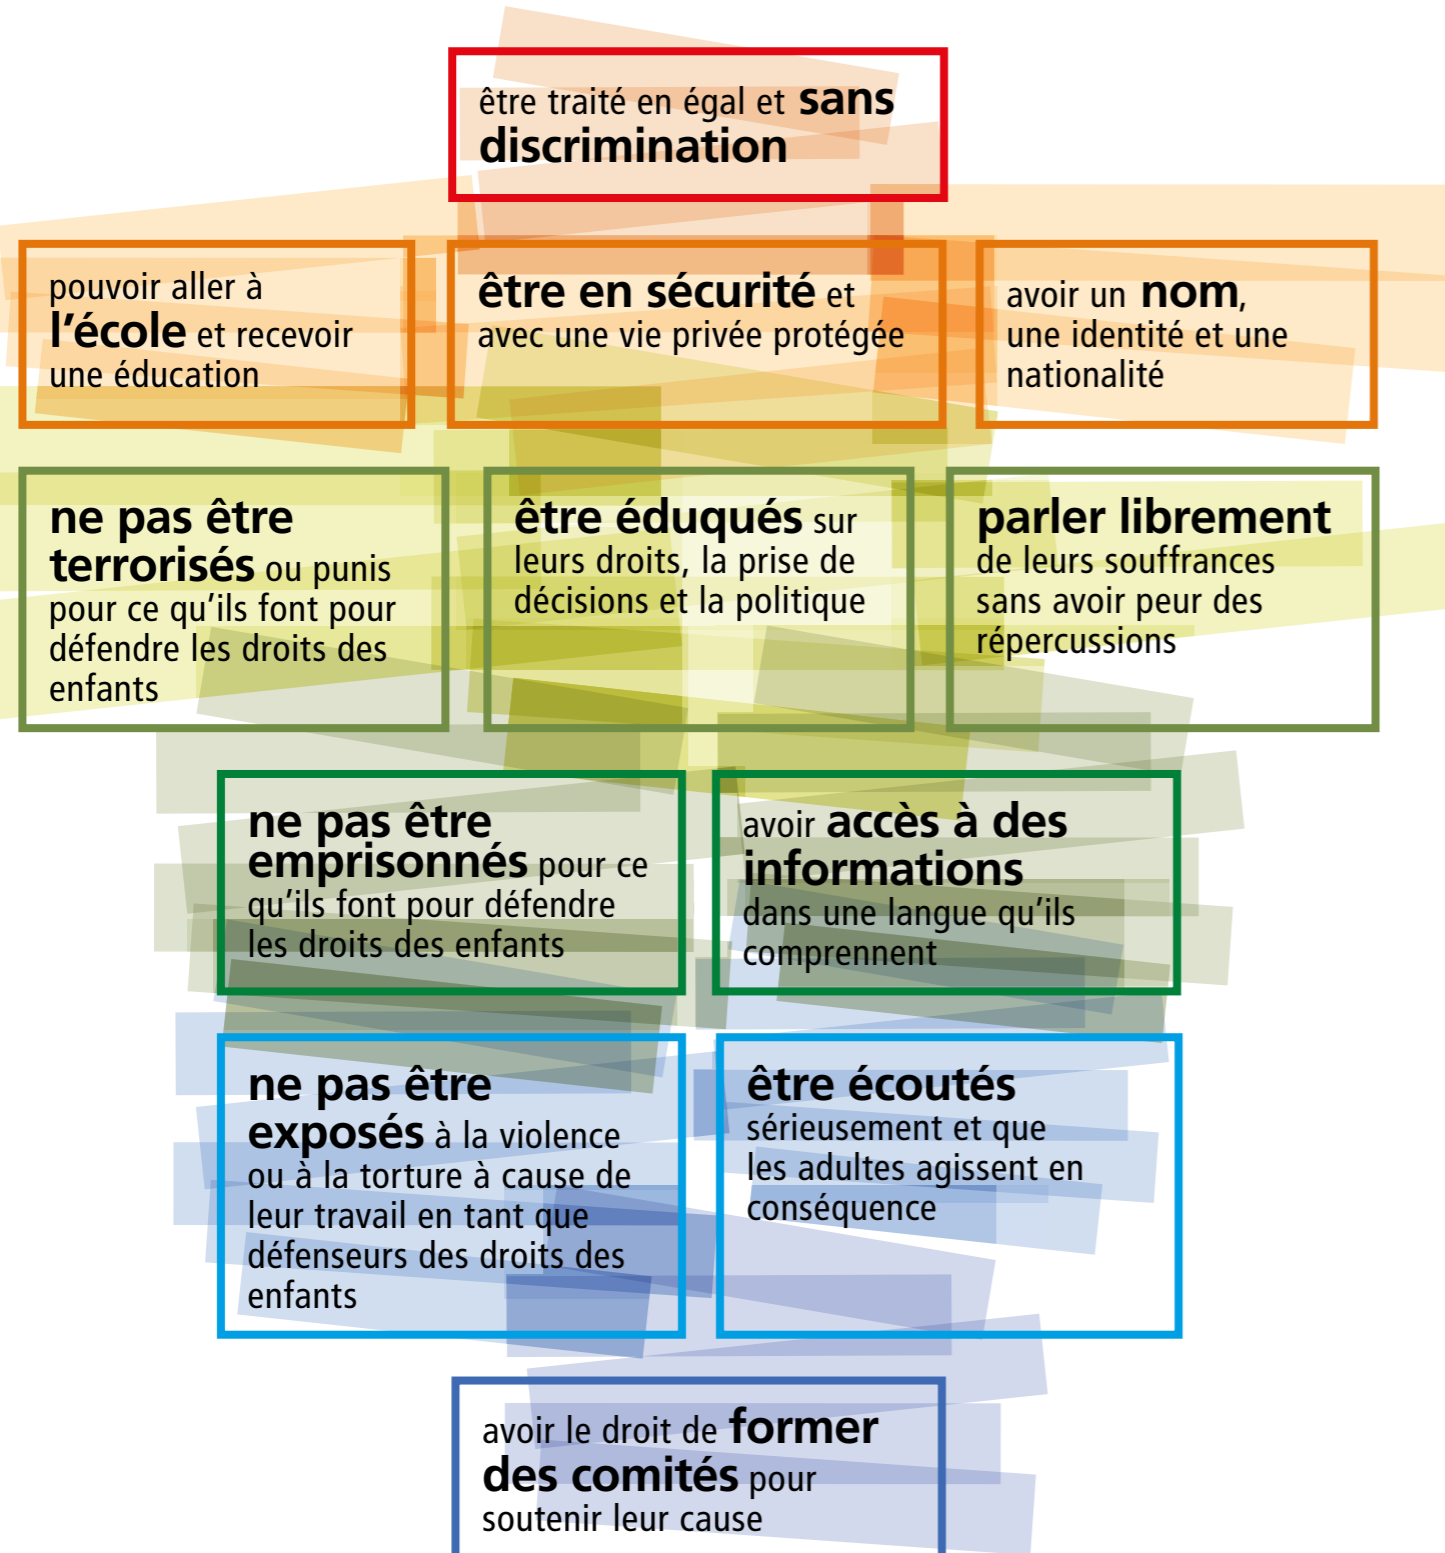 être traité en égal et sans
discrimination
pouvoir aller à
l'école et recevoir
une éducation
être en sécurité et
avec une vie privée protégée
avoir un nom,
une identité et une
nationalité
ne pas être
terrorisés ou punis
pour ce qu'ils font pour
défendre les droits des
enfants
être éduqués sur
leurs droits, la prise de
décisions et la politique
parler librement
de leurs souffrances
sans avoir peur des
répercussions
ne pas être
emprisonnés pour ce
qu'ils font pour défendre
les droits des enfants
avoir accès à des
informations
dans une langue qu'ils
comprennent
ne pas être
exposés à la violence
ou à la torture à cause de
leur travail en tant que
défenseurs des droits des
enfants
être écoutés
sérieusement et que
les adultes agissent en
conséquence
avoir le droit de former
des comités pour
soutenir leur cause